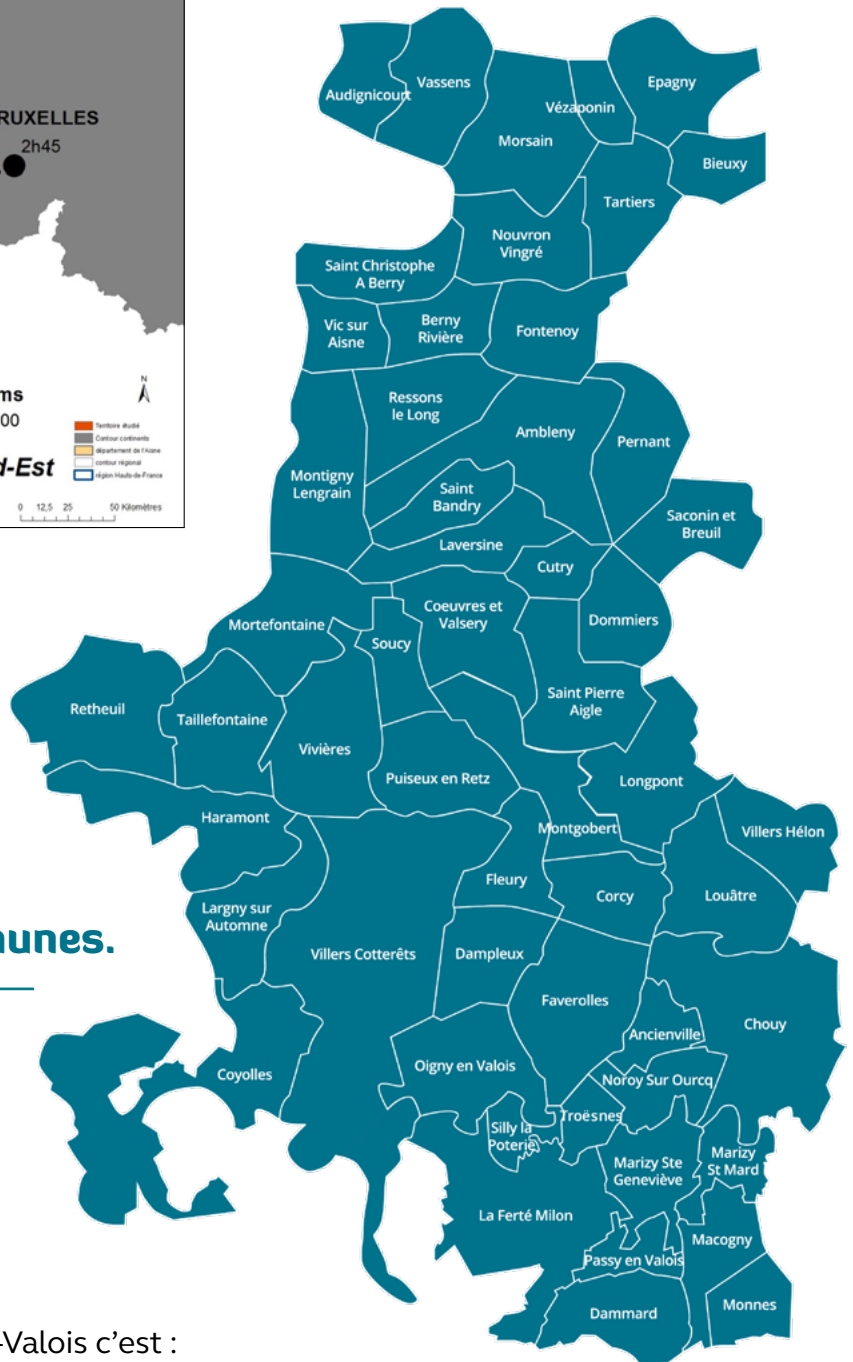 RUXELLES
2h45
ms
00
d-Est
N
Territoire étudié
Contour continents
département de l'Aisne
contour régional
région Hauts-de-France
0 12,5 25 50 Kilomètres
Audignicourt
Vassens
Epagny
Vézaponin
Morsain
Bieuxy
Tartiers
Nouvron
Vingré
Saint Christophe
A Berry
Vic sur
Aisne
Berny
Rivière
Fontenoy
Ressons
le Long
Ambleny
Pernant
Montigny
Lengrain
Saint
Bandry
Saconin et
Breuil
Laversine
Cutry
Coeuvres et
Valsery
Mortefontaine
Soucy
Dommiers
Retheuil
Taillefontaine
Saint Pierre
Aigle
Vivières
Puiseux en Retz
Longpont
Haramont
Montgobert
Villers Hélon
Fleury
Corcy
Louâtre
Largny sur
Automne
unes.
Villers Cotterêts
Dampleux
Faverolles
Ancienville
Chouy
Coyolles
Oigny en Valois
Noroy Sur Ourcq
Silly la
Poterie
Troësnes
Marizy Ste
Geneviève
Marizy
St Mard
La Ferté Milon
Macogny
Passy en Valois
Dammard
Monnes
-Valois c'est :